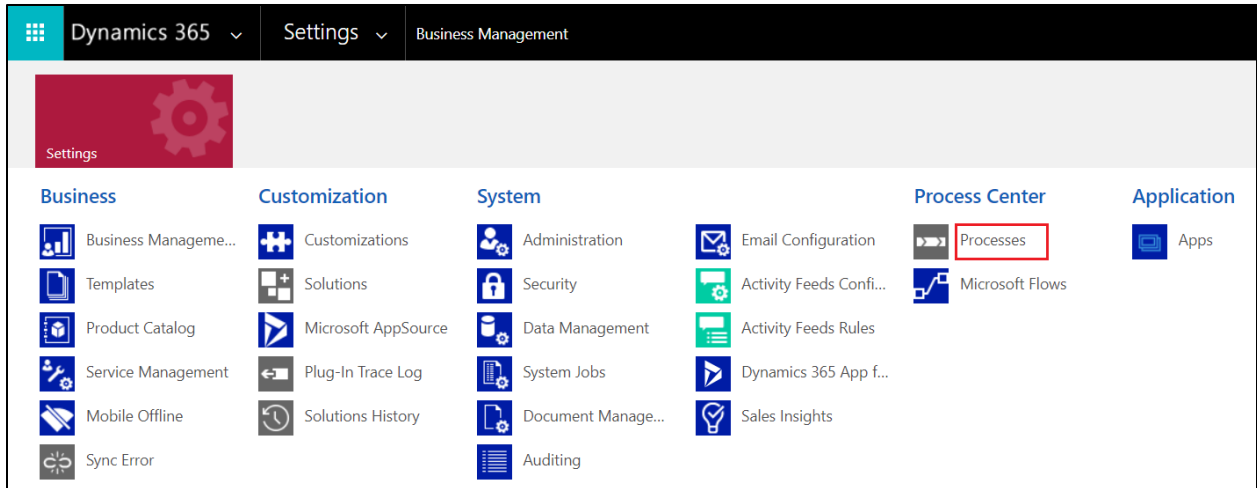 Dynamics 365 Settings Business Management
Settings
Business
Business Manageme...
Templates
Product Catalog
Service Management
Mobile Offline
Sync Error
Customization
Customizations
Solutions
Microsoft AppSource
Plug-In Trace Log
Solutions History
System
Administration
Security
Data Management
System Jobs
Document Manage...
Auditing
Email Configuration
Activity Feeds Confi...
Activity Feeds Rules
Dynamics 365 App f...
Sales Insights
Process Center
Processes
Microsoft Flows
Application
Apps